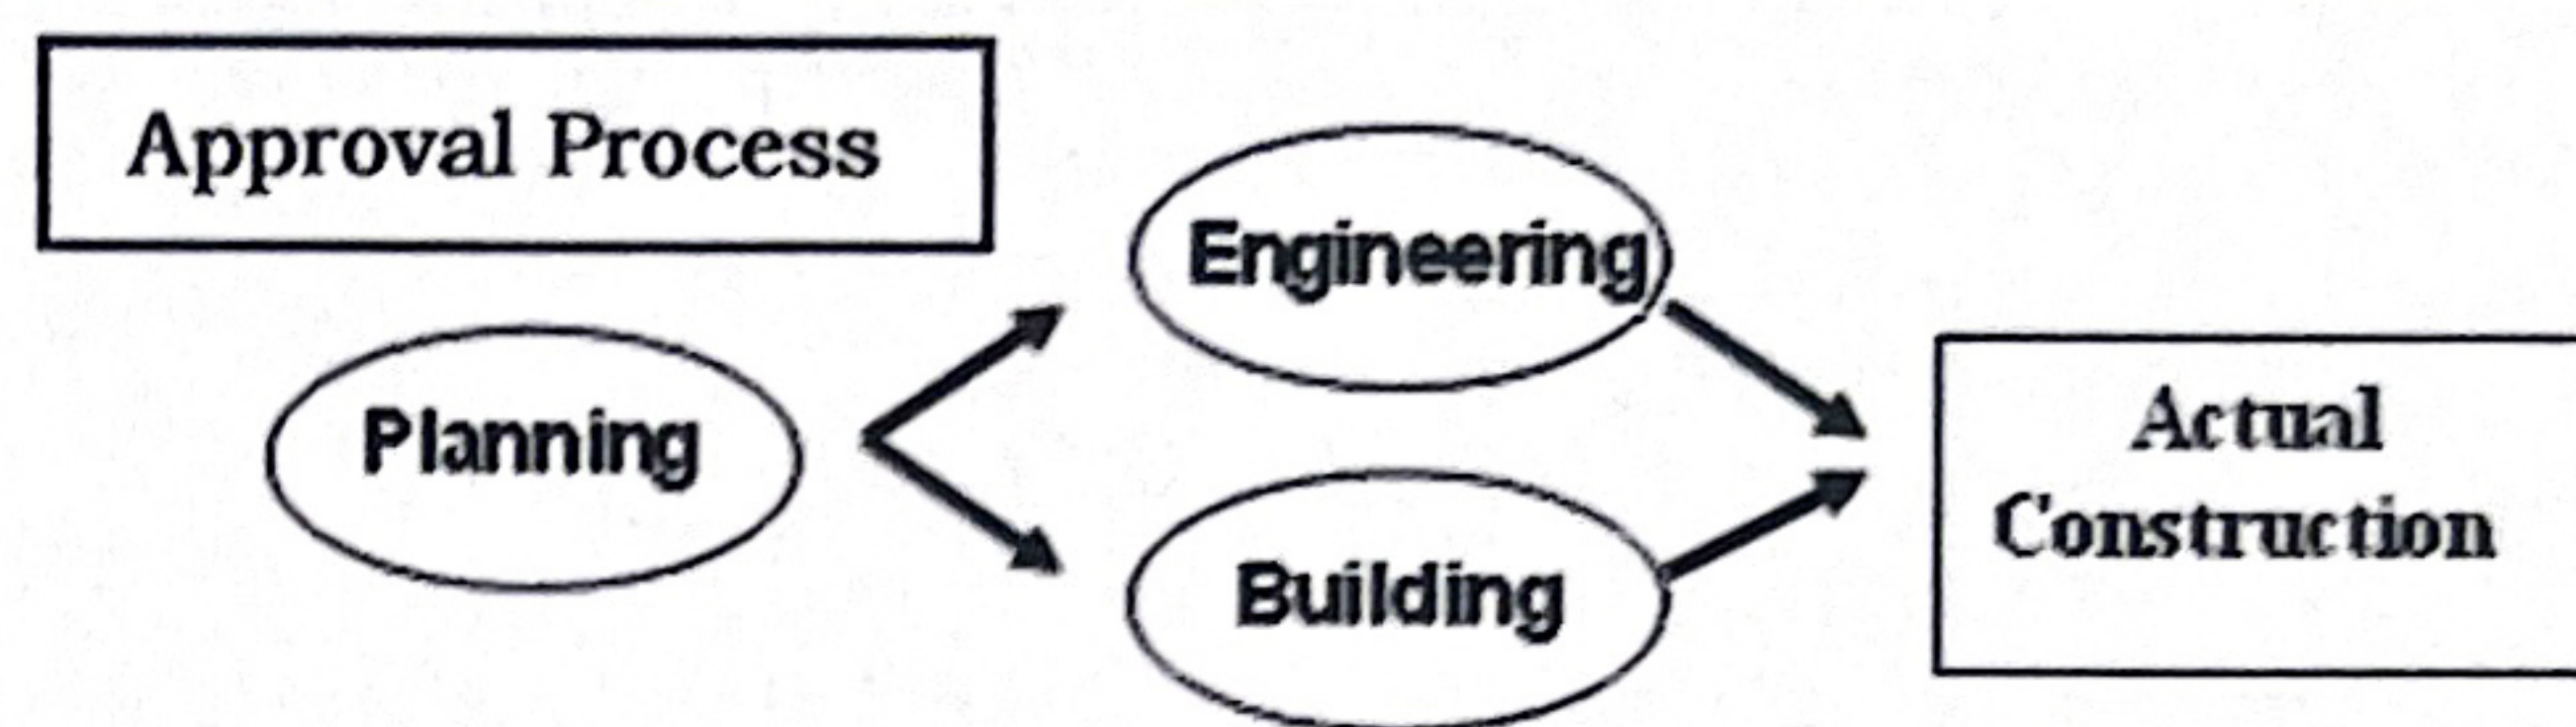 Approval Process
Engineering
Planning
Actual
Construction
Building